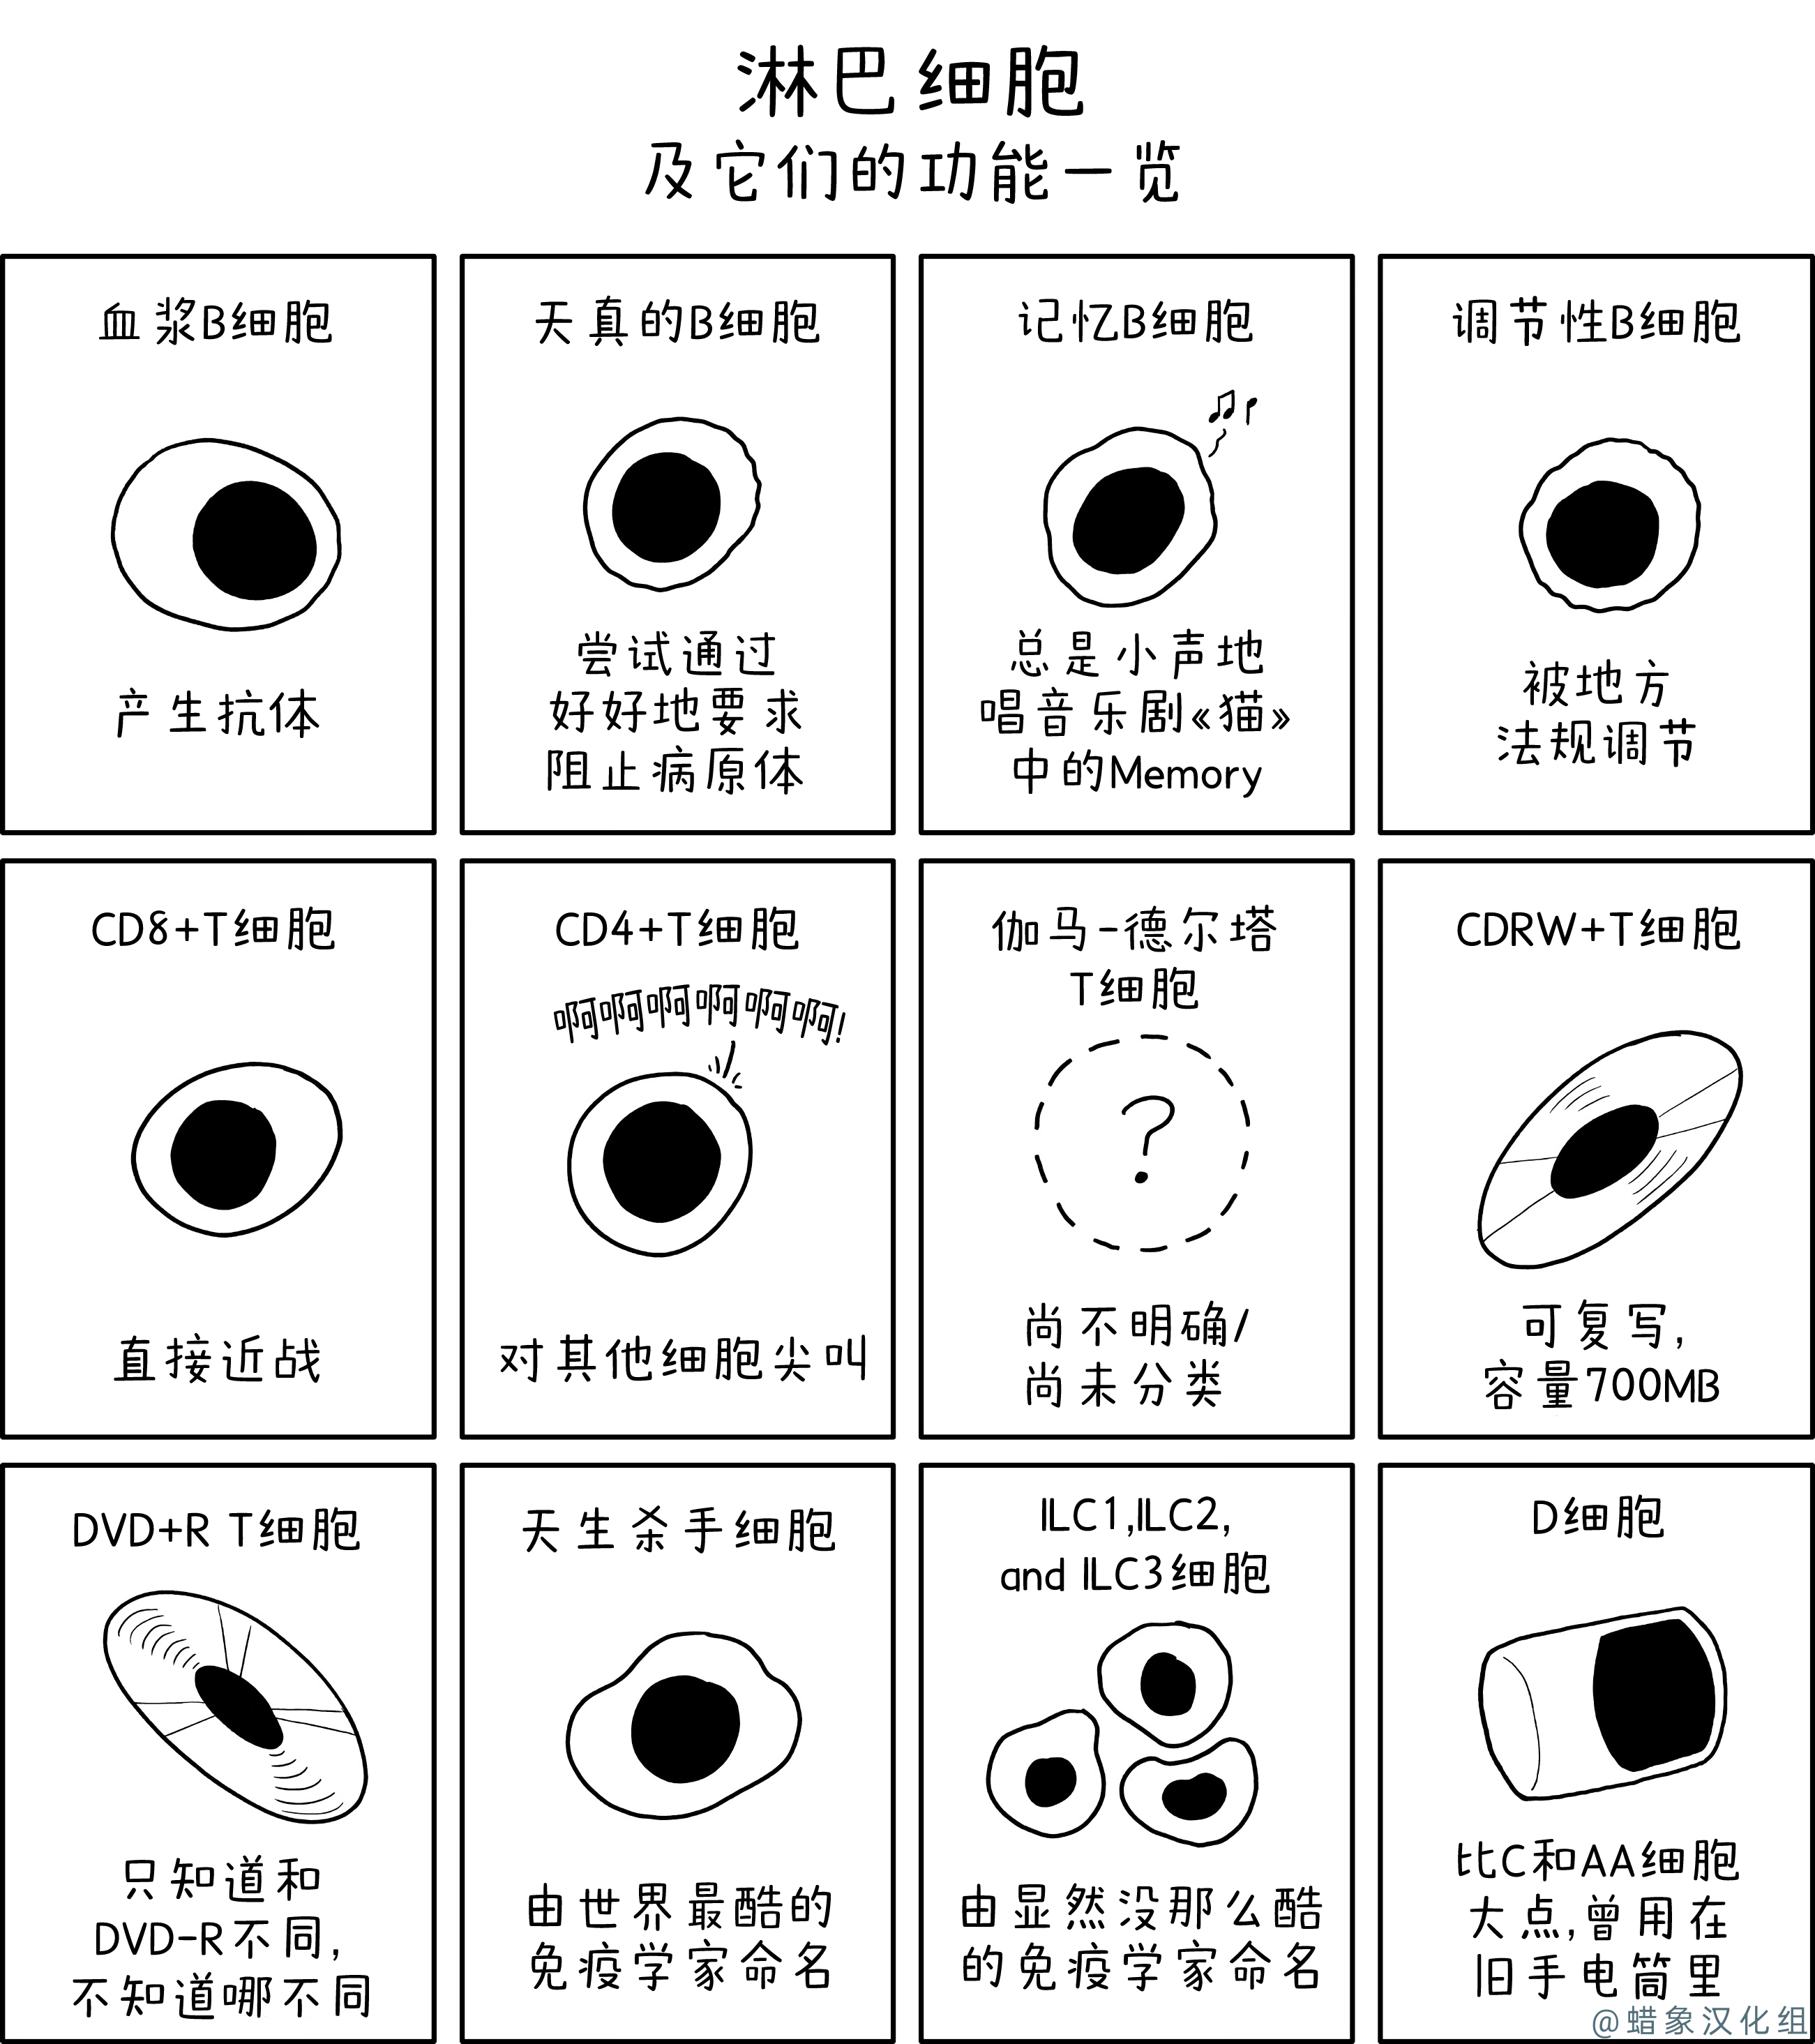 淋巴细胞
及它们的功能一览
血浆B细胞
产生抗体
天真的B细胞
尝试通过
好好地要求
阻止病原体
记忆B细胞
总是小声地
唱音乐剧《猫》
中的Memory
调节性B细胞
被地方
法规调节
CD8+T细胞
直接近战
CD4+T细胞
啊啊啊啊啊啊!
对其他细胞尖叫
伽马-德尔塔
T细胞
?
尚不明确/
尚未分类
CDRW+T细胞
可复写,
容量700MB
DVD+R T细胞
只知道和
DVD-R不同,
不知道哪不同
天生杀手细胞
由世界最酷的
免疫学家命名
ILC1,ILC2,
and ILC3细胞
由显然没那么酷
的免疫学家命名
D细胞
比C和AA细胞
大点,曾用在
旧手电筒里
@蜡象汉化组